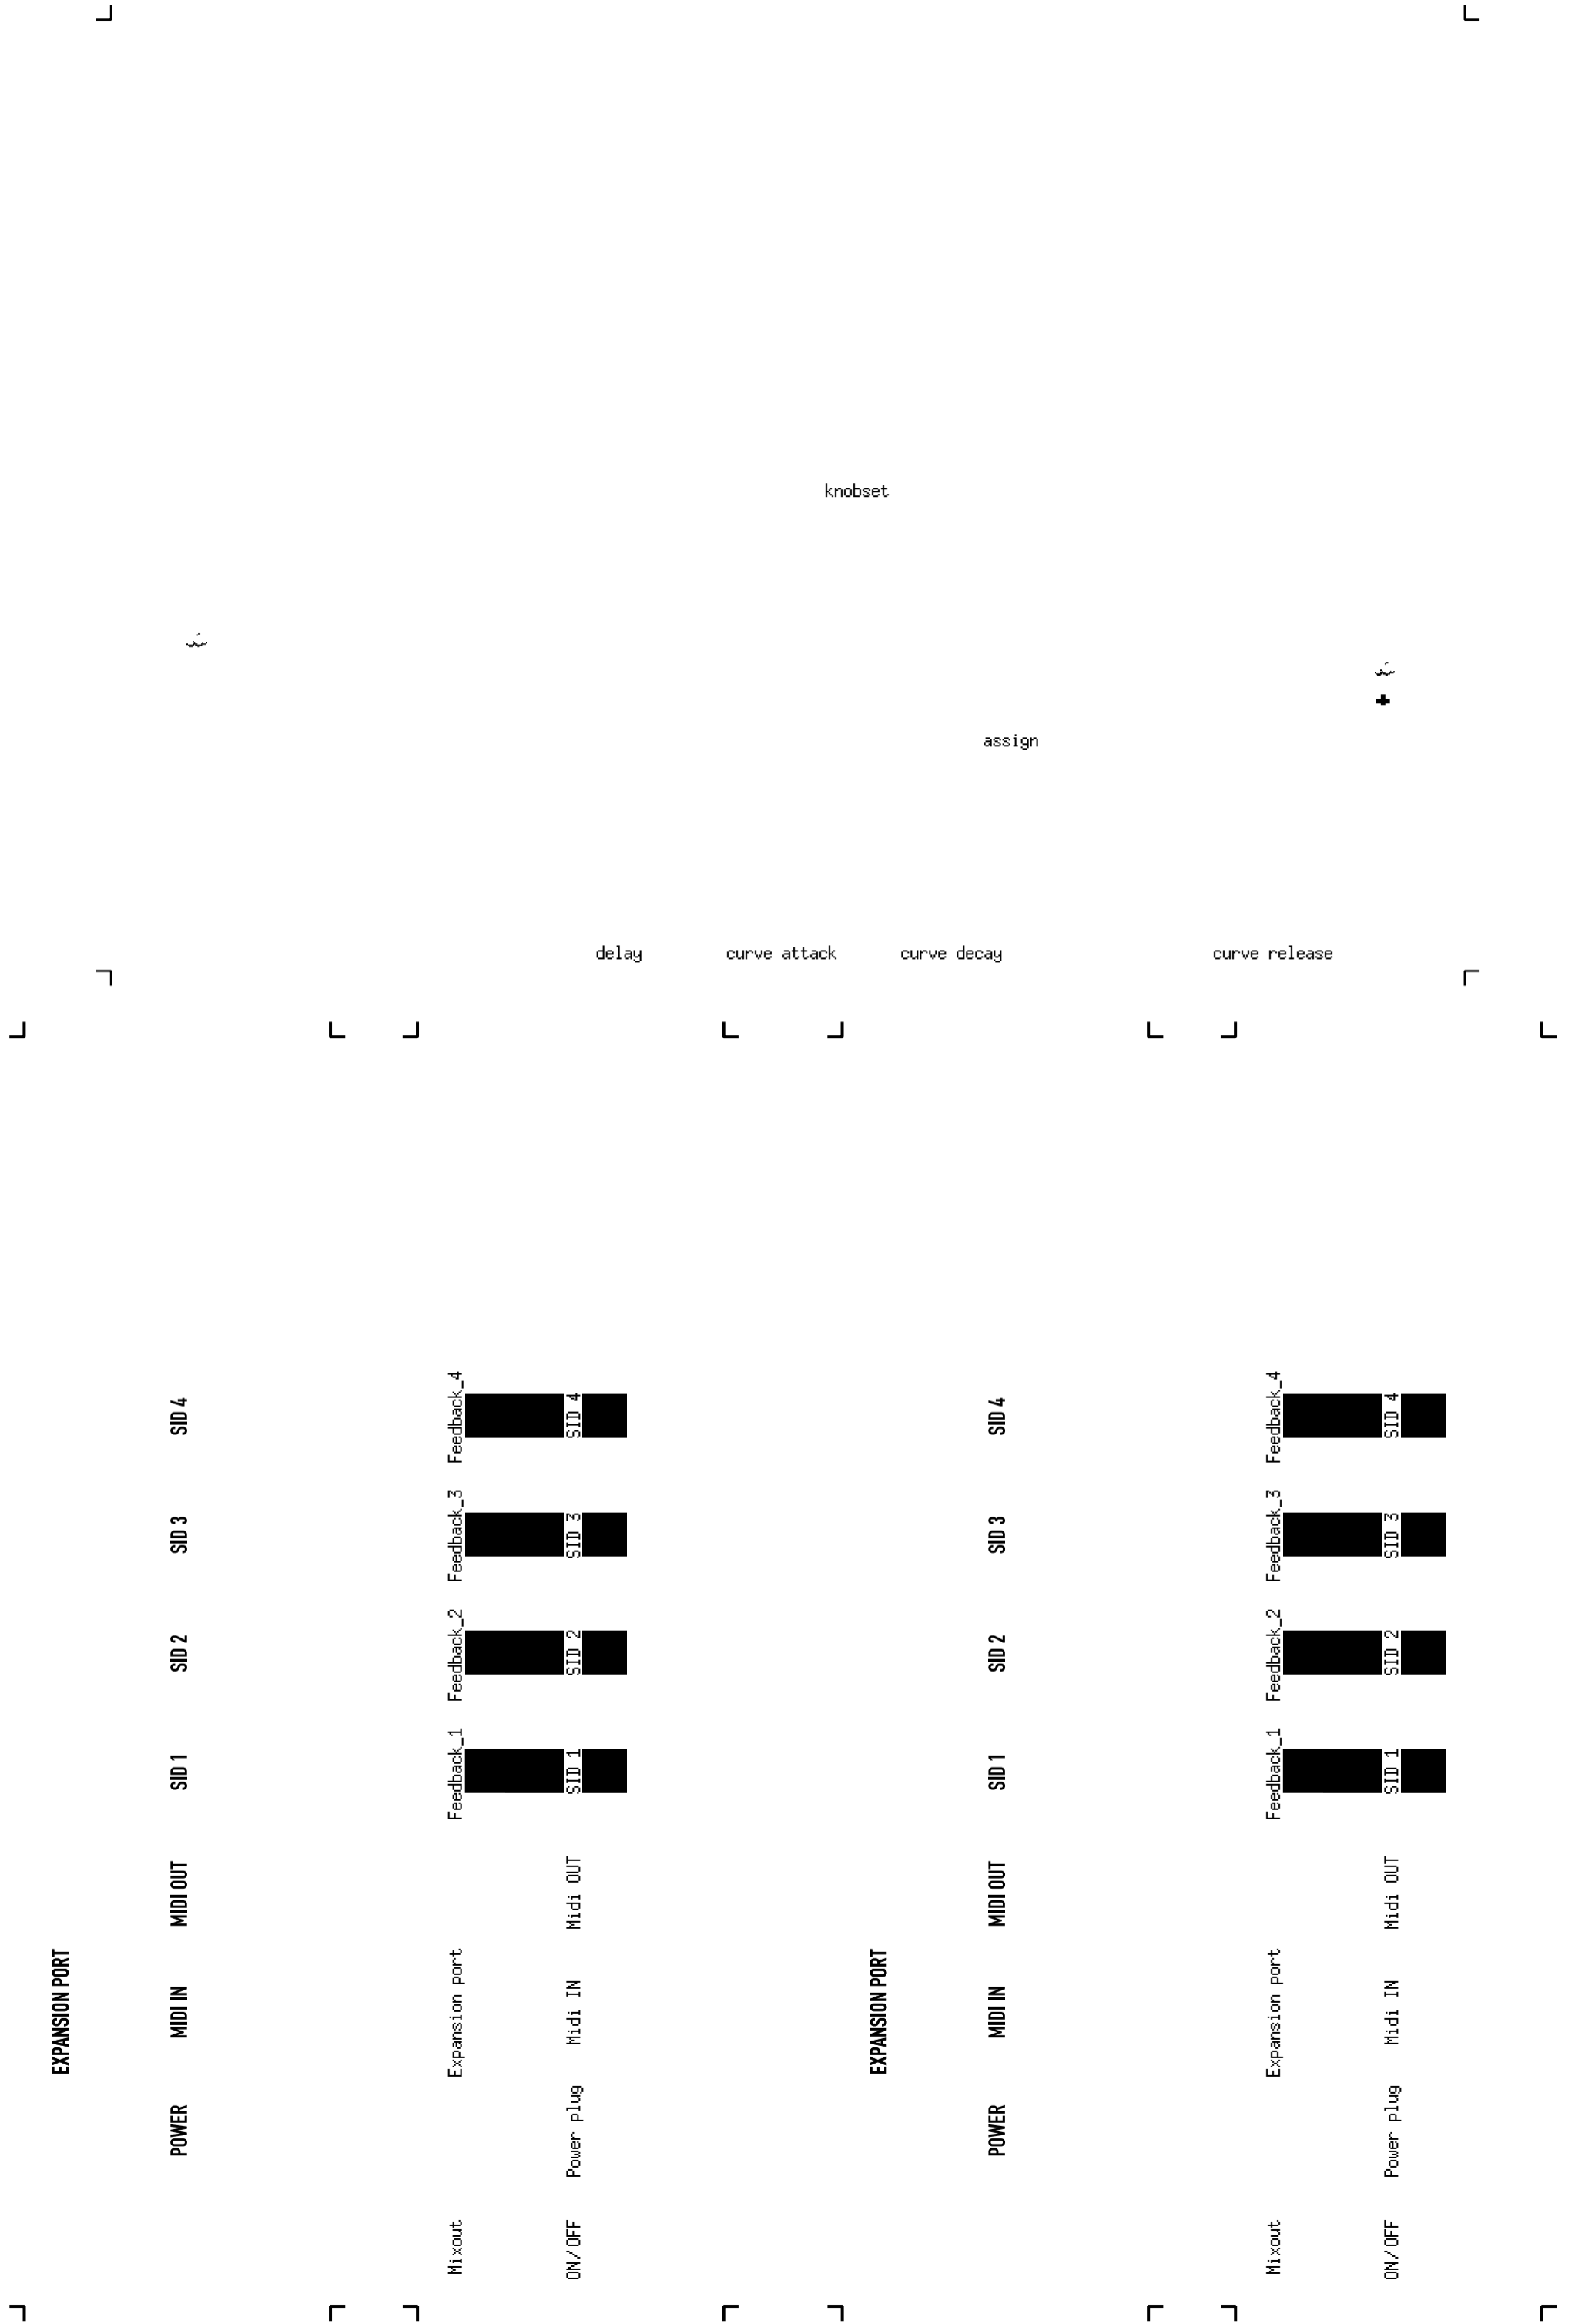 knobset
assign
delay curve attack curve decay curve release
EXPANSION PORT
POWER MIDI IN MIDI OUT SID 1 SID 2 SID 3 SID 4
Mixout Expansion port Feedback_1 Feedback_2 Feedback_3 Feedback_4
ON/OFF Power plug Midi IN Midi OUT SID 1 SID 2 SID 3 SID 4
EXPANSION PORT
POWER MIDI IN MIDI OUT SID 1 SID 2 SID 3 SID 4
Mixout Expansion port Feedback_1 Feedback_2 Feedback_3 Feedback_4
ON/OFF Power plug Midi IN Midi OUT SID 1 SID 2 SID 3 SID 4